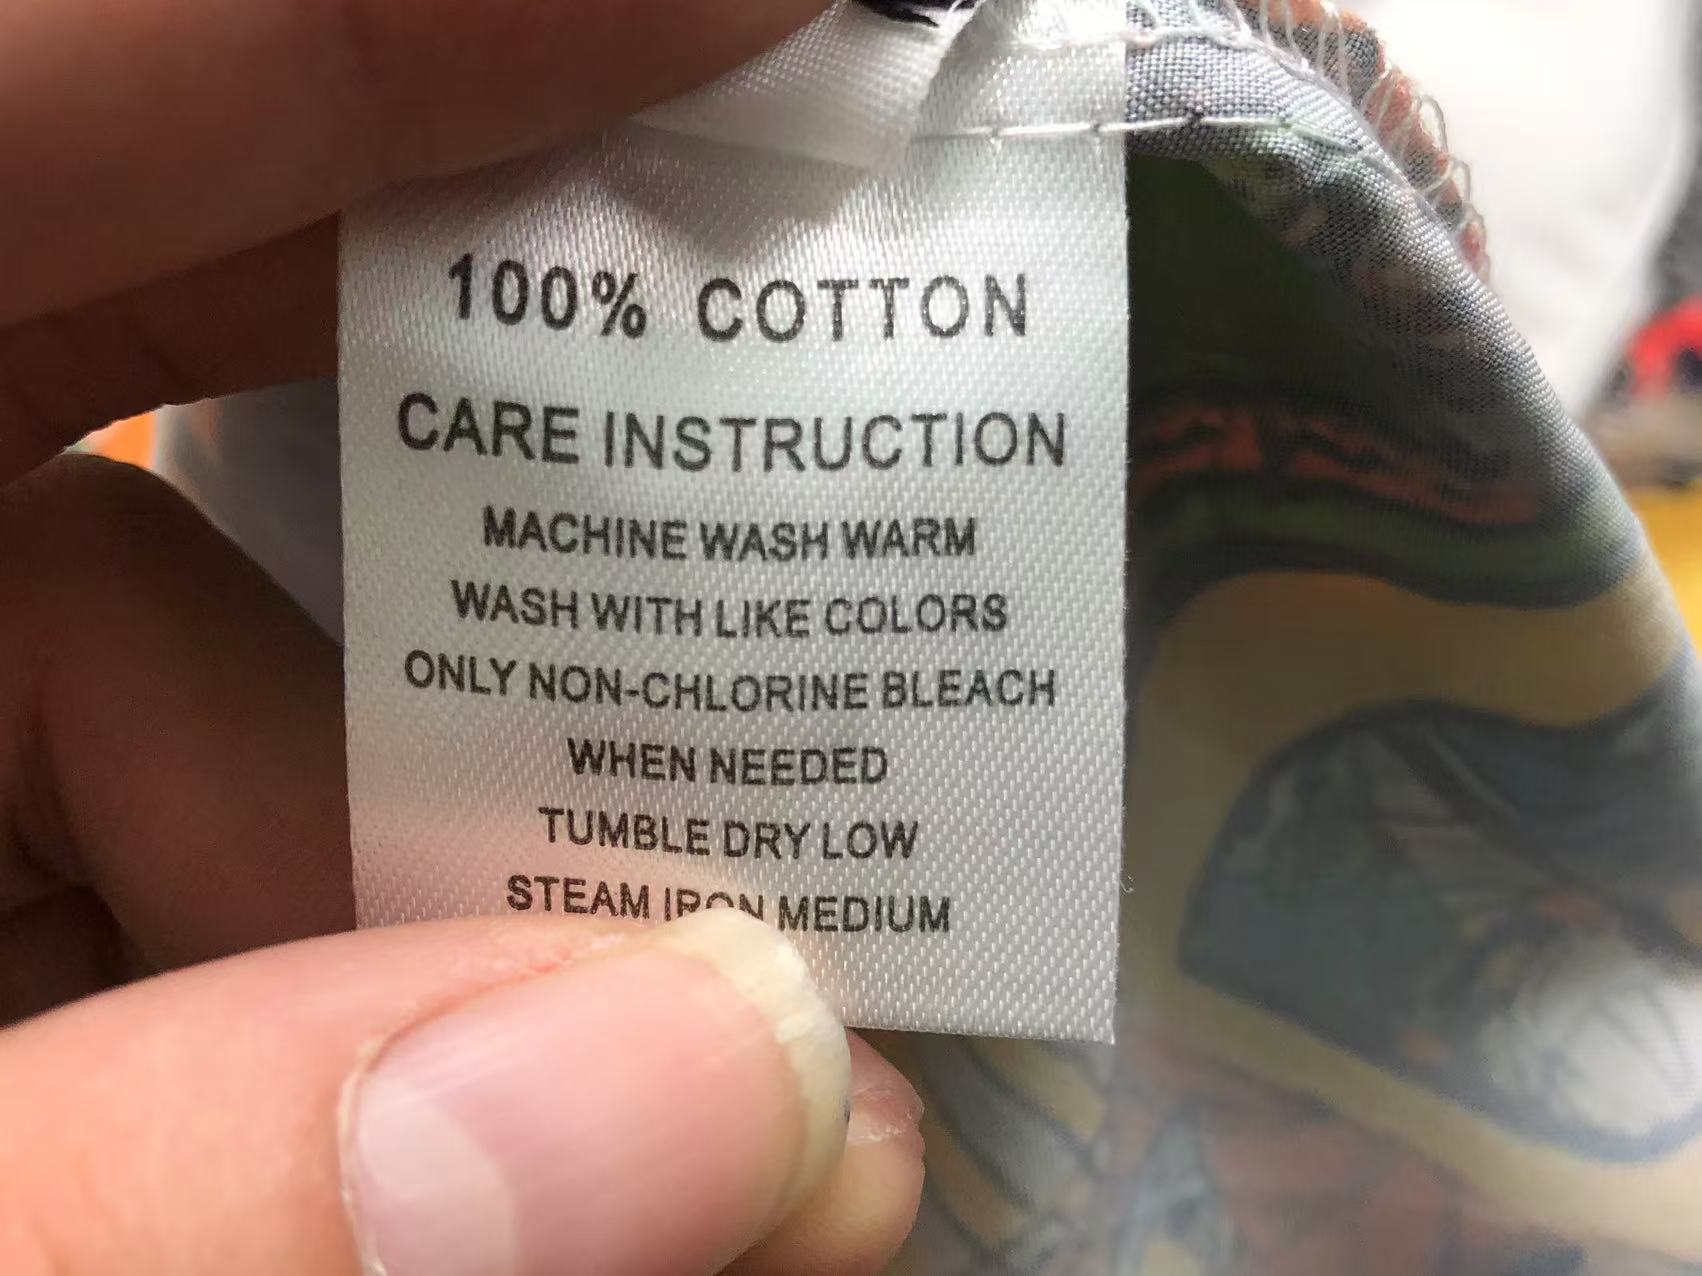 100% COTTON
CARE INSTRUCTION
MACHINE WASH WARM
WASH WITH LIKE COLORS
ONLY NON-CHLORINE BLEACH
WHEN NEEDED
TUMBLE DRY LOW
STEAM IRON MEDIUM